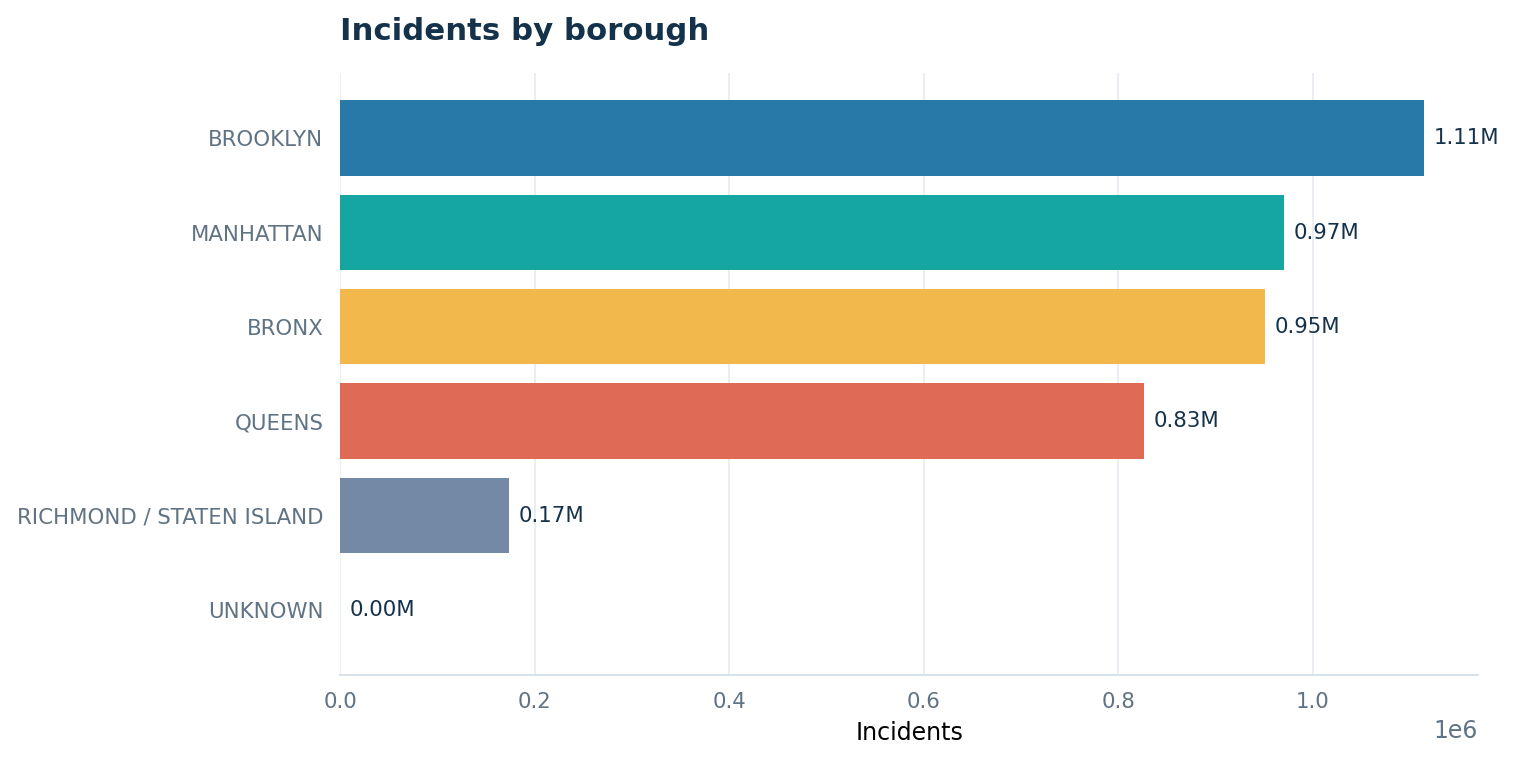 Incidents by borough
BROOKLYN 1.11M
MANHATTAN 0.97M
BRONX 0.95M
QUEENS 0.83M
RICHMOND / STATEN ISLAND 0.17M
UNKNOWN 0.00M
0.0 0.2 0.4 0.6 0.8 1.0
Incidents 1e6